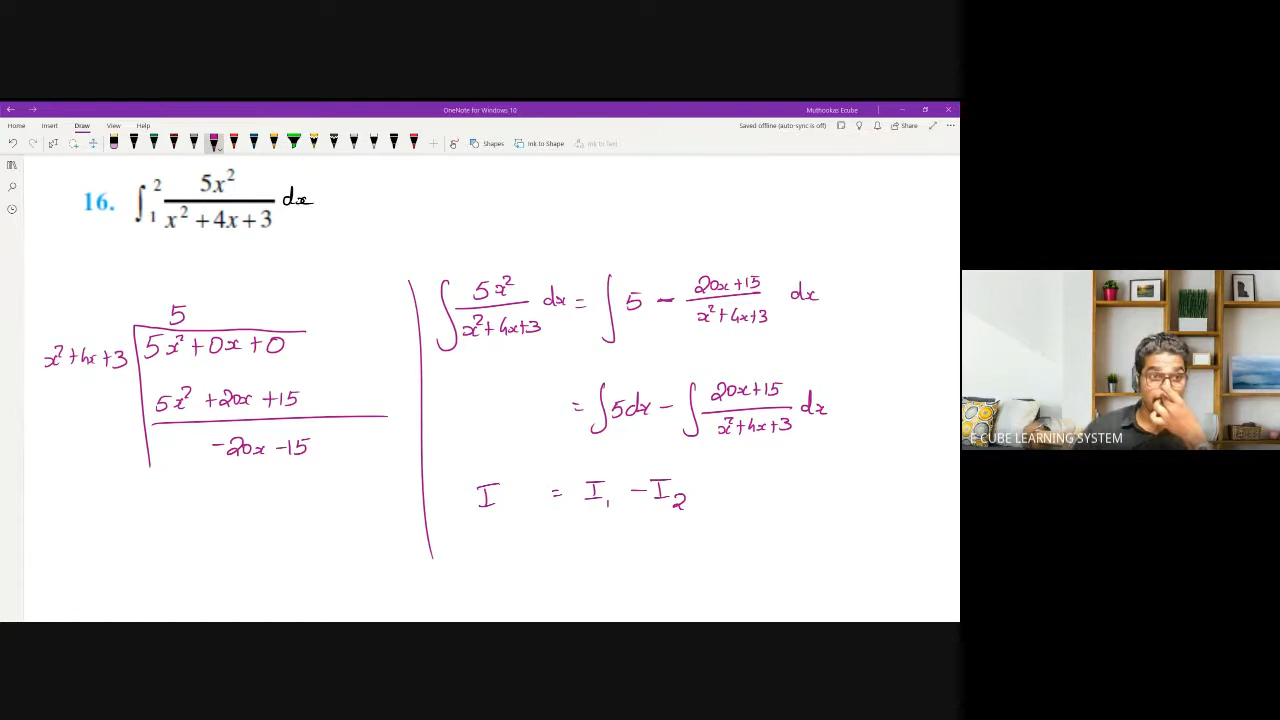 OneNote for Windows 10
Muthookas Ecube
Home Insert Draw View Help
Saved offline (auto-sync is off) Share
Shapes Ink to Shape Ink to Text
16. ∫₁² 5x²/(x² + 4x + 3) dx
5
x² + 4x + 3 5x² + 0x + 0
5x² + 20x + 15
-20x - 15
∫ 5x²/(x² + 4x + 3) dx = ∫ 5 - (20x + 15)/(x² + 4x + 3) dx
= ∫ 5dx - ∫ (20x + 15)/(x² + 4x + 3) dx
I = I₁ - I₂
E CUBE LEARNING SYSTEM